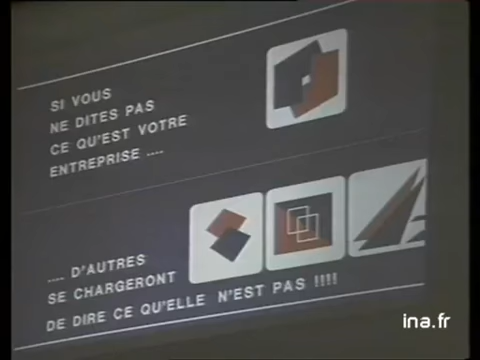 SI VOUS
NE DITES PAS
CE QU'EST VOTRE
ENTREPRISE ....
.... D'AUTRES
SE CHARGERONT
DE DIRE CE QU'ELLE N'EST PAS !!!!
ina.fr